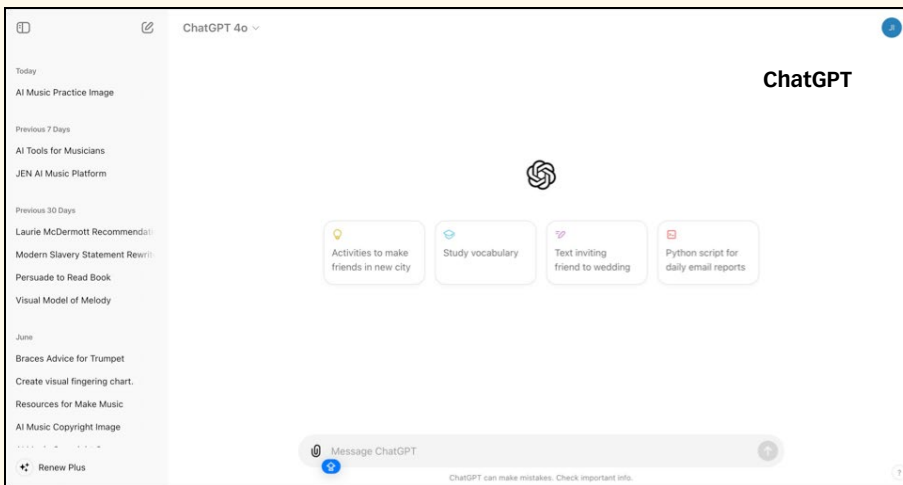 ChatGPT 4o
JI
ChatGPT
Today
AI Music Practice Image
Previous 7 Days
AI Tools for Musicians
JEN AI Music Platform
Previous 30 Days
Laurie McDermott Recommendati
Modern Slavery Statement Rewrit
Persuade to Read Book
Visual Model of Melody
June
Braces Advice for Trumpet
Create visual fingering chart.
Resources for Make Music
AI Music Copyright Image
Renew Plus
Activities to make
friends in new city
Study vocabulary
Text inviting
friend to wedding
Python script for
daily email reports
Message ChatGPT
ChatGPT can make mistakes. Check important info.
?